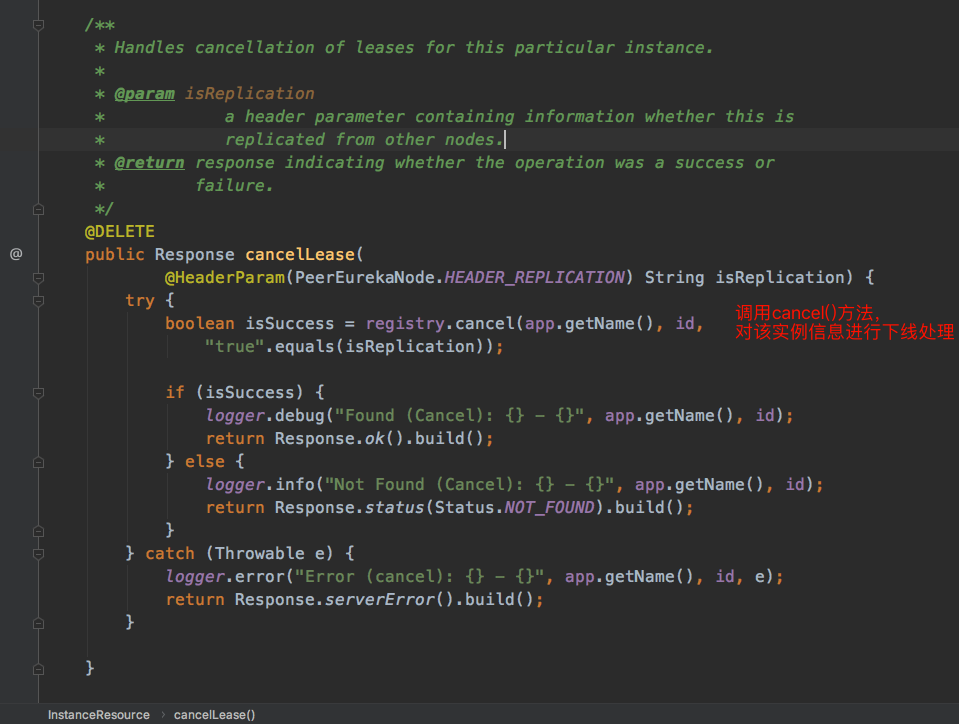 /**
* Handles cancellation of leases for this particular instance.
*
* @param isReplication
* a header parameter containing information whether this is
* replicated from other nodes.
* @return response indicating whether the operation was a success or
* failure.
*/
@DELETE
@
public Response cancelLease(
@HeaderParam(PeerEurekaNode.HEADER_REPLICATION) String isReplication) {
try {
boolean isSuccess = registry.cancel(app.getName(), id,
"true".equals(isReplication));
调用cancel()方法,
对该实例信息进行下线处理
if (isSuccess) {
logger.debug("Found (Cancel): {} - {}", app.getName(), id);
return Response.ok().build();
} else {
logger.info("Not Found (Cancel): {} - {}", app.getName(), id);
return Response.status(Status.NOT_FOUND).build();
}
} catch (Throwable e) {
logger.error("Error (cancel): {} - {}", app.getName(), id, e);
return Response.serverError().build();
}
}
InstanceResource › cancelLease()